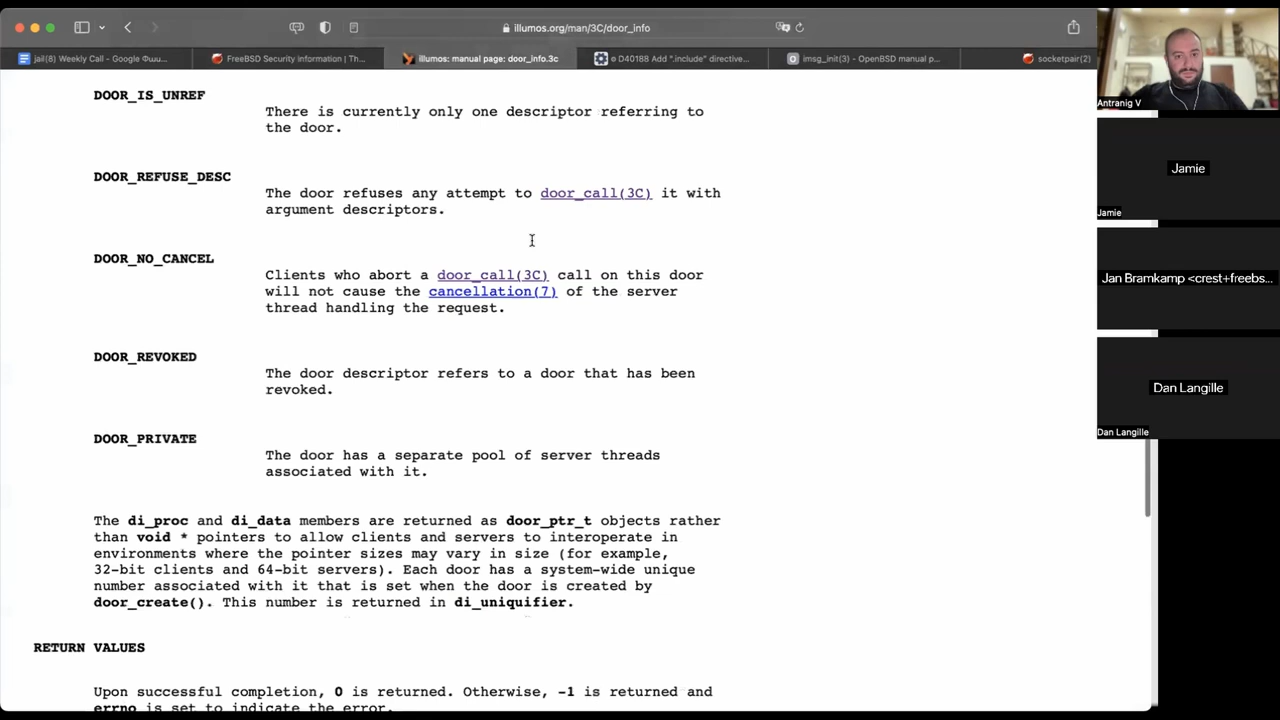 illumos.org/man/3C/door_info
jail(8) Weekly Call - Google Փաս...
FreeBSD Security Information | Th...
illumos: manual page: door_info.3c
D40188 Add ".include" directive...
imsg_init(3) - OpenBSD manual p...
socketpair(2)
DOOR_IS_UNREF
There is currently only one descriptor referring to
the door.
DOOR_REFUSE_DESC
The door refuses any attempt to door_call(3C) it with
argument descriptors.
DOOR_NO_CANCEL
Clients who abort a door_call(3C) call on this door
will not cause the cancellation(7) of the server
thread handling the request.
DOOR_REVOKED
The door descriptor refers to a door that has been
revoked.
DOOR_PRIVATE
The door has a separate pool of server threads
associated with it.
The di_proc and di_data members are returned as door_ptr_t objects rather
than void * pointers to allow clients and servers to interoperate in
environments where the pointer sizes may vary in size (for example,
32-bit clients and 64-bit servers). Each door has a system-wide unique
number associated with it that is set when the door is created by
door_create(). This number is returned in di_uniquifier.
RETURN VALUES
Upon successful completion, 0 is returned. Otherwise, -1 is returned and
errno is set to indicate the error.
Antranig V
Jamie
Jamie
Jan Bramkamp <crest+freebs...
Dan Langille
Dan Langille